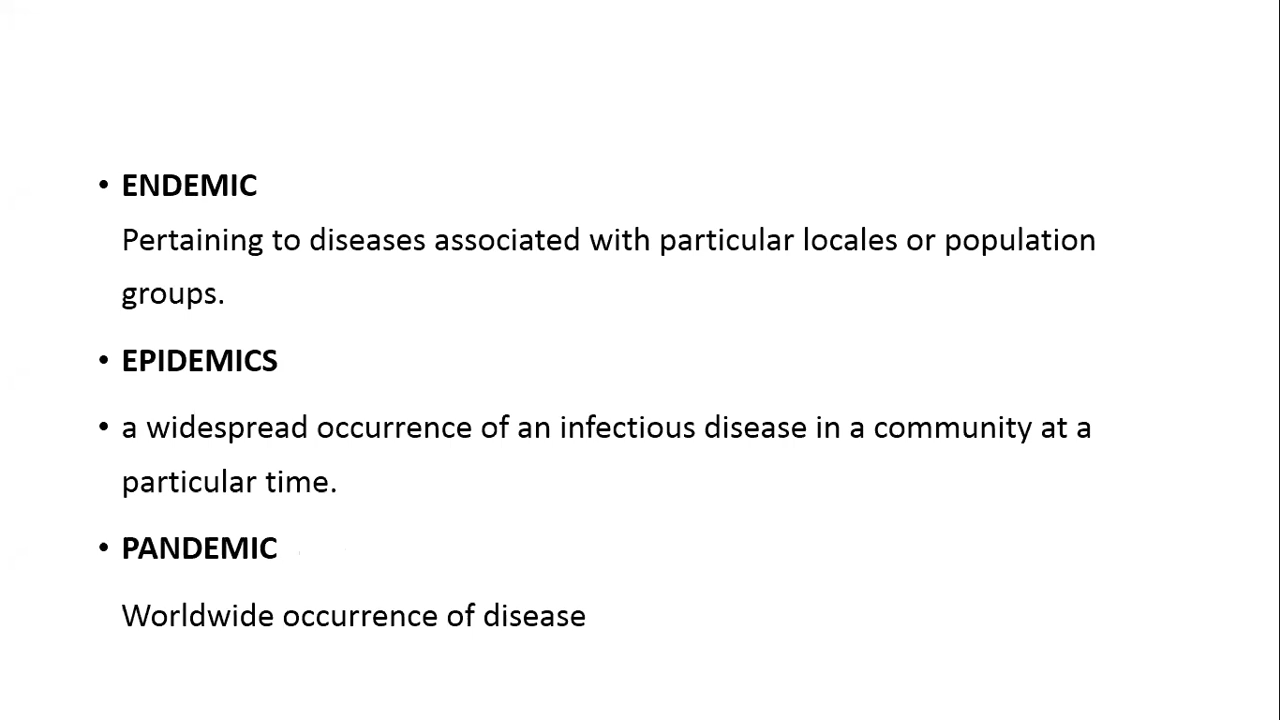 • ENDEMIC
Pertaining to diseases associated with particular locales or population
groups.
• EPIDEMICS
• a widespread occurrence of an infectious disease in a community at a
particular time.
• PANDEMIC
Worldwide occurrence of disease